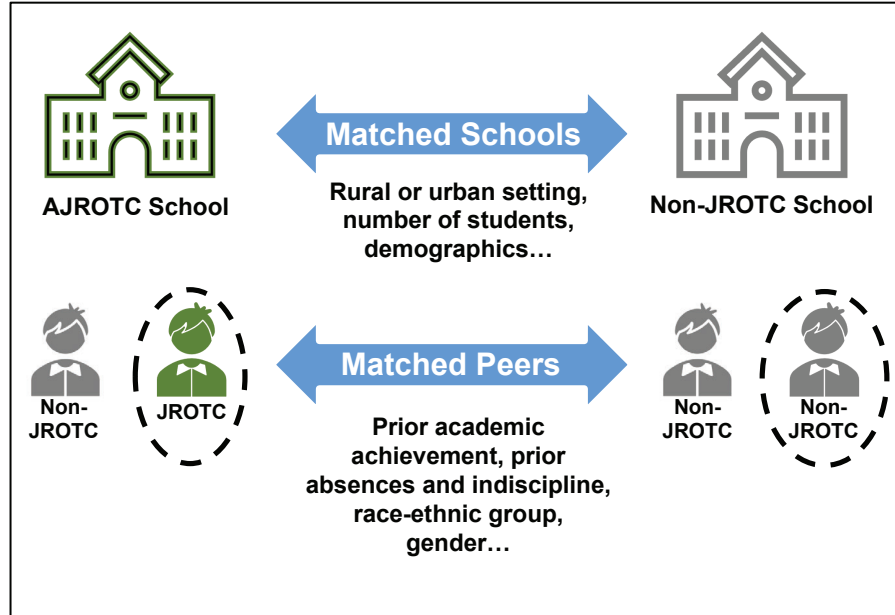 Matched Schools
AJROTC School
Non-JROTC School
Rural or urban setting,
number of students,
demographics…
Matched Peers
Non-
JROTC
JROTC
Non-
JROTC
Non-
JROTC
Prior academic
achievement, prior
absences and indiscipline,
race-ethnic group,
gender…